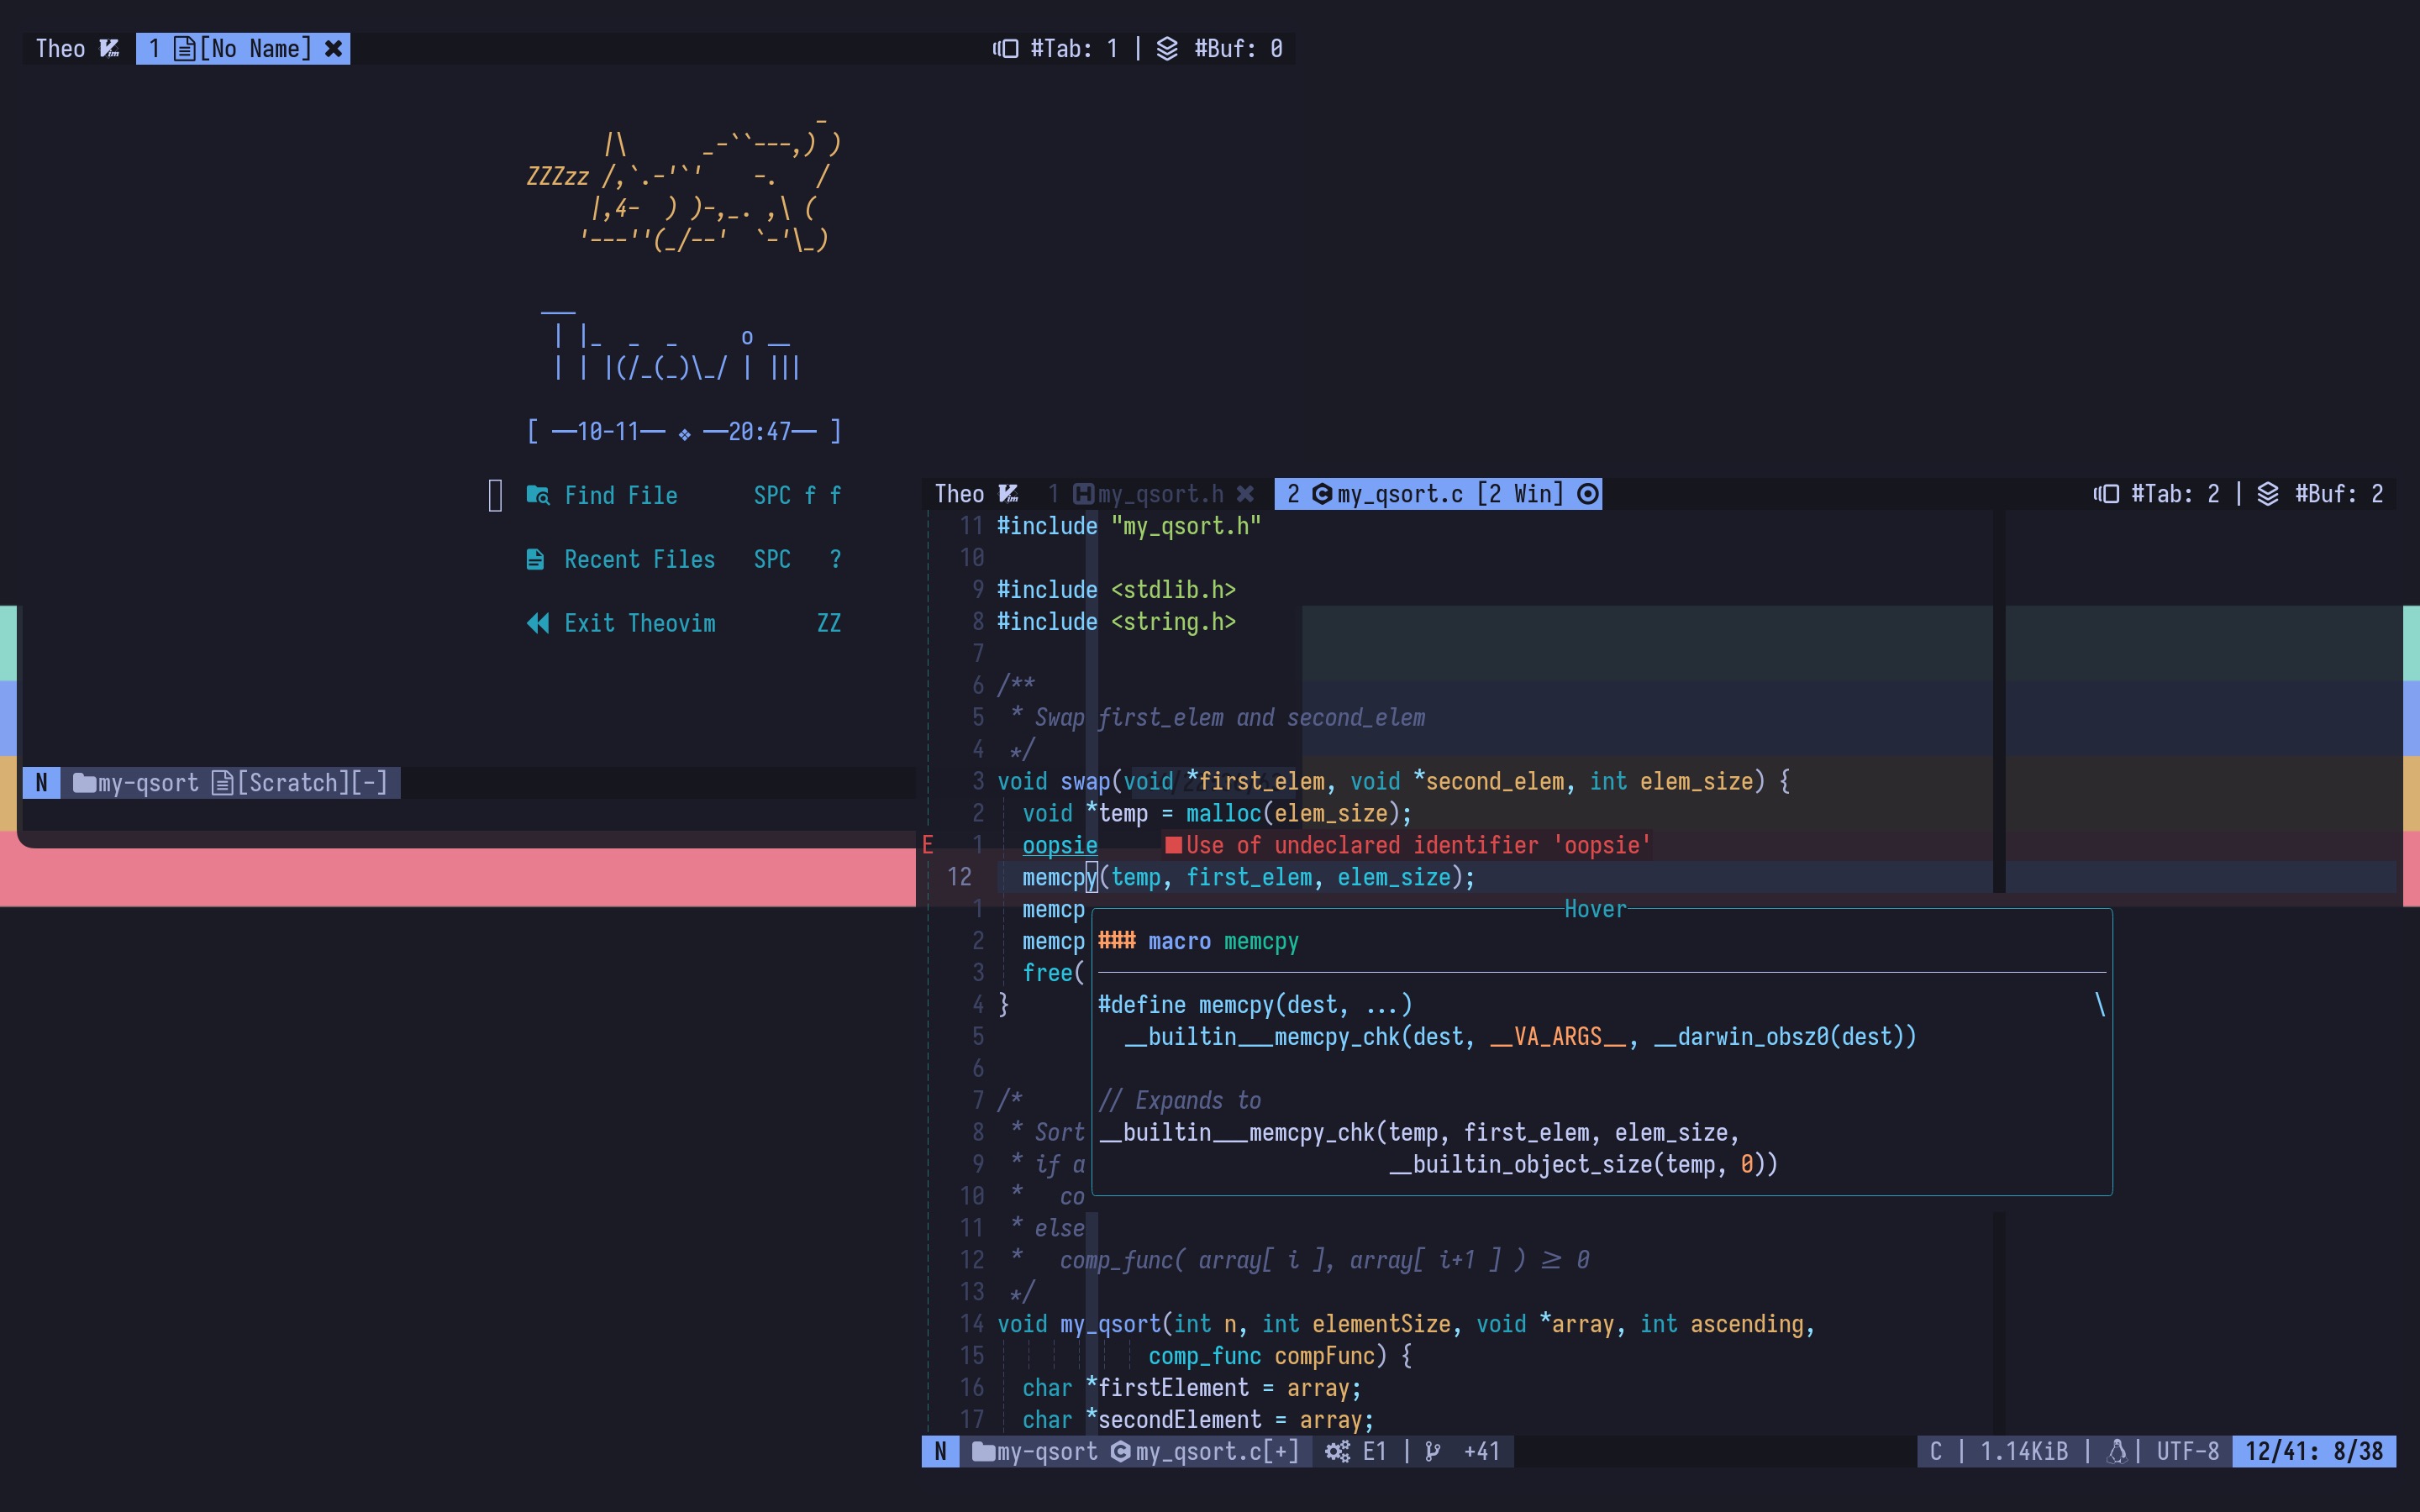 Theo 1 [No Name] #Tab: 1 | #Buf: 0
                       _
      |\      _-``---,) )
ZZZzz /,`.-'`'    -.   /
     |,4-  ) )-,_. ,\ (
    '---''(_/--'  `-'\_)
___
 | |_  _  _     o __
 | | |(/_(_)\_/ | |||
[ ──10-11── ❖ ──20:47── ]
Find File SPC f f
Recent Files SPC ?
Exit Theovim ZZ
N my-qsort [Scratch][-]
Theo 1 my_qsort.h 2 my_qsort.c [2 Win] #Tab: 2 | #Buf: 2
11 #include "my_qsort.h"
10
9 #include <stdlib.h>
8 #include <string.h>
7
6 /**
5 * Swap first_elem and second_elem
4 */
3 void swap(void *first_elem, void *second_elem, int elem_size) {
2 void *temp = malloc(elem_size);
E 1 oopsie ■Use of undeclared identifier 'oopsie'
12 memcpy(temp, first_elem, elem_size);
1 memcp
2 memcp
3 free(
4 }
5
6
7 /*
8 * Sort
9 * if a
10 * co
11 * else
12 * comp_func( array[ i ], array[ i+1 ] ) ≥ 0
13 */
14 void my_qsort(int n, int elementSize, void *array, int ascending,
15 comp_func compFunc) {
16 char *firstElement = array;
17 char *secondElement = array;
Hover
### macro memcpy
#define memcpy(dest, ...) \
__builtin___memcpy_chk(dest, __VA_ARGS__, __darwin_obsz0(dest))
// Expands to
__builtin___memcpy_chk(temp, first_elem, elem_size,
__builtin_object_size(temp, 0))
N my-qsort my_qsort.c[+] E1 | +41 C | 1.14KiB | | UTF-8 12/41: 8/38